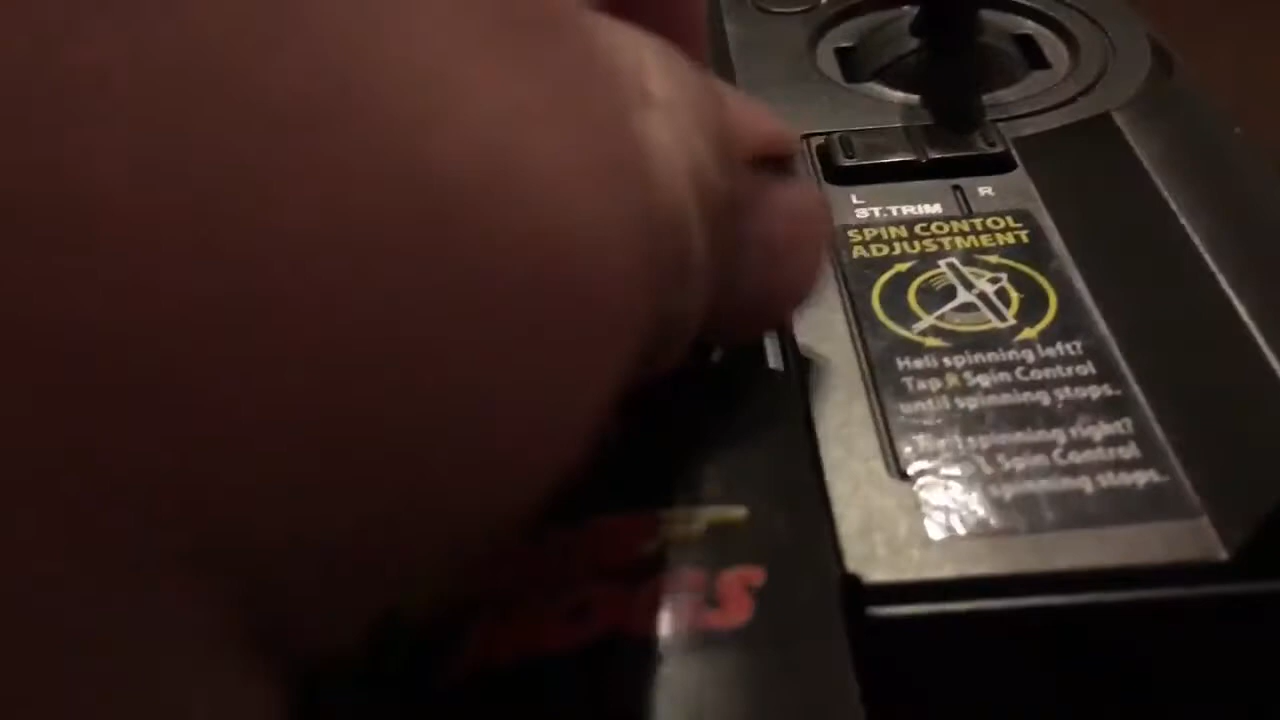 L R
ST.TRIM
SPIN CONTOL
ADJUSTMENT
Heli spinning left?
Tap R Spin Control
until spinning stops.
spinning right?
L Spin Control
spinning stops.